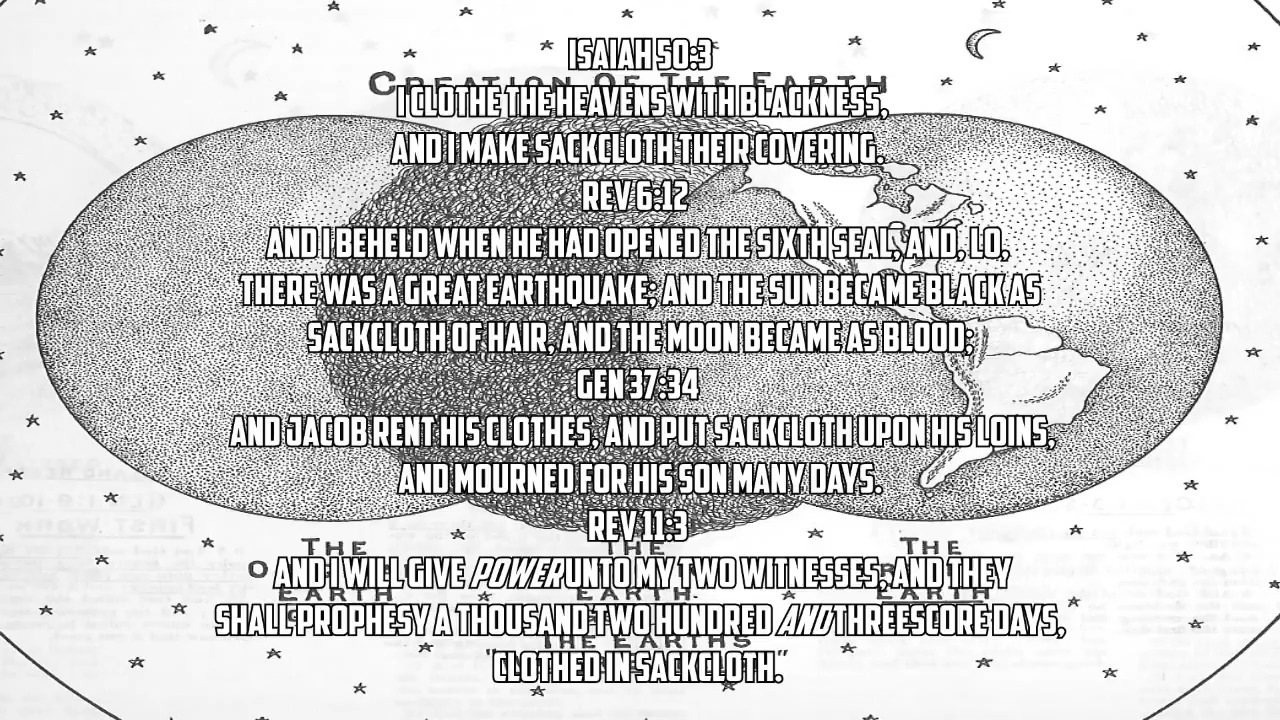 ISAIAH 50:3
CREATION OF THE EARTH
I CLOTHE THE HEAVENS WITH BLACKNESS,
AND I MAKE SACKCLOTH THEIR COVERING.
REV 6:12
AND I BEHELD WHEN HE HAD OPENED THE SIXTH SEAL, AND, LO,
THERE WAS A GREAT EARTHQUAKE; AND THE SUN BECAME BLACK AS
SACKCLOTH OF HAIR, AND THE MOON BECAME AS BLOOD;
GEN 37:34
AND JACOB RENT HIS CLOTHES, AND PUT SACKCLOTH UPON HIS LOINS,
AND MOURNED FOR HIS SON MANY DAYS.
REV 11:3
THE THE THE
AND I WILL GIVE POWER UNTO MY TWO WITNESSES, AND THEY
EARTH EARTH. EARTH
SHALL PROPHESY A THOUSAND TWO HUNDRED AND THREESCORE DAYS,
THE EARTHS
CLOTHED IN SACKCLOTH.